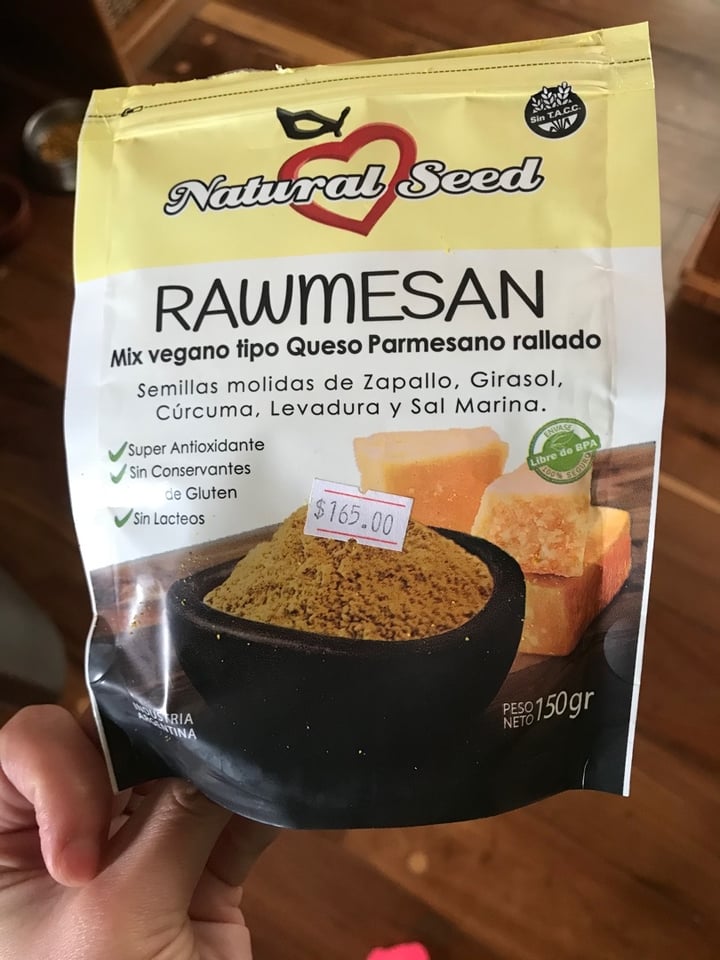 Sin T.A.C.C.
Natural Seed
RAWMESAN
Mix vegano tipo Queso Parmesano rallado
Semillas molidas de Zapallo, Girasol,
Cúrcuma, Levadura y Sal Marina.
Super Antioxidante
Sin Conservantes
de Gluten
Sin Lacteos
ENVASE
Libre de BPA
100% SEGURO
$165.00
INDUSTRIA
ARGENTINA
PESO
NETO 150gr